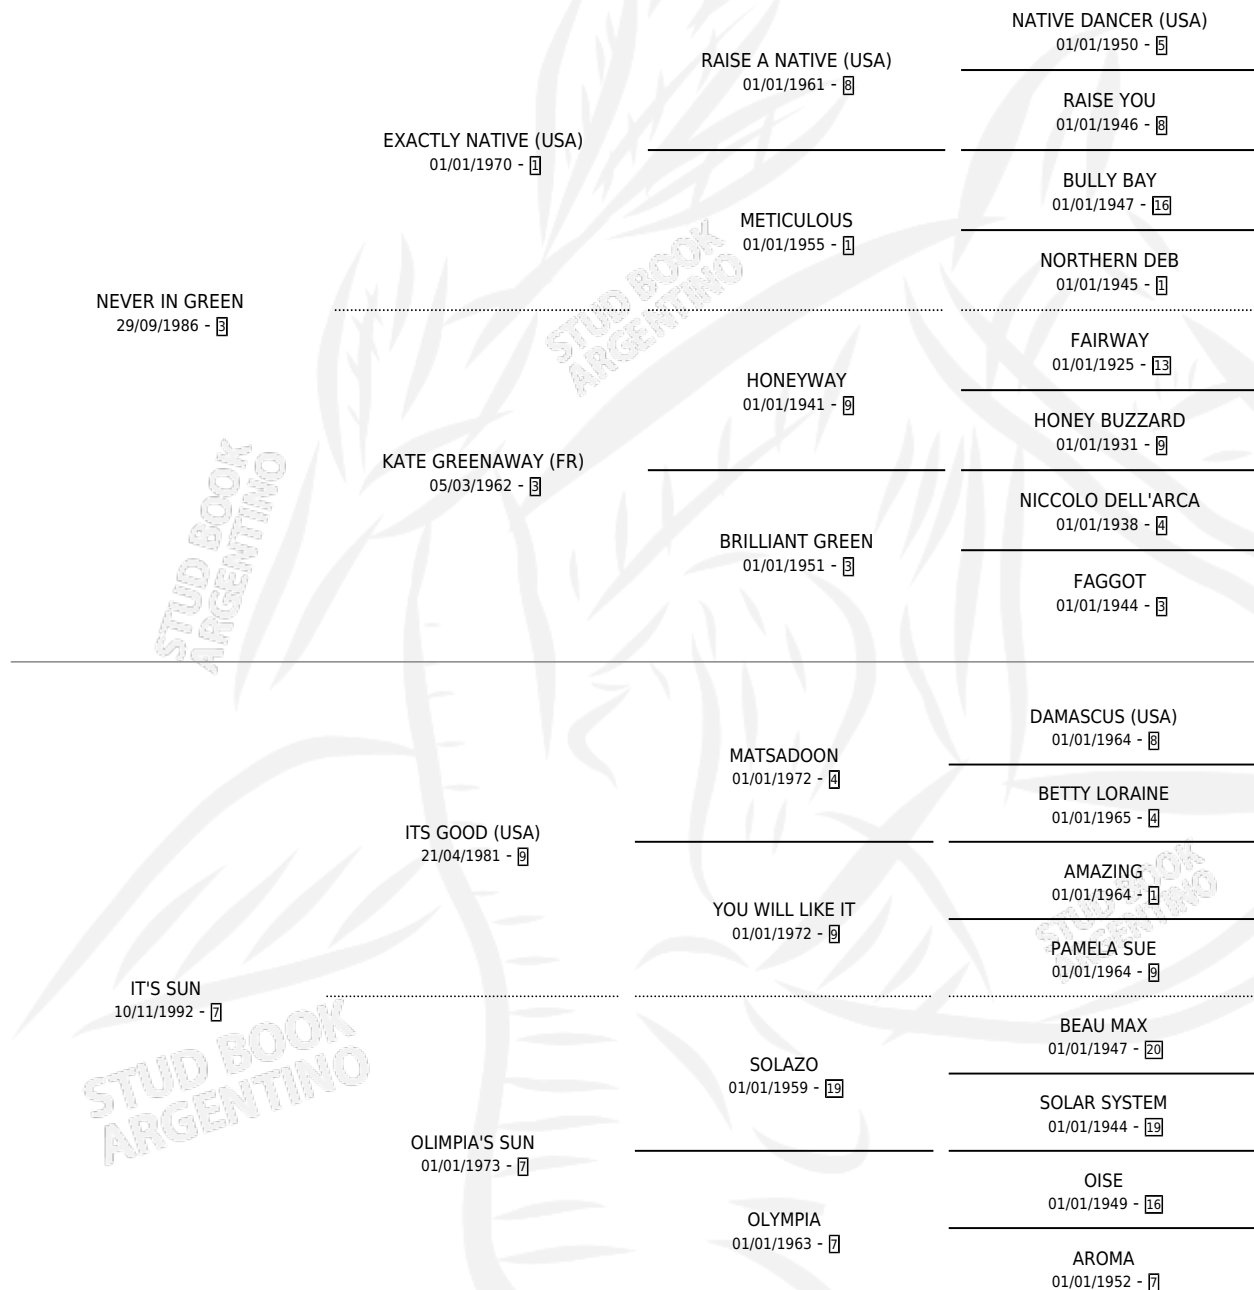 NATIVE DANCER (USA)
01/01/1950 - 5
RAISE A NATIVE (USA)
01/01/1961 - 8
RAISE YOU
01/01/1946 - 8
EXACTLY NATIVE (USA)
01/01/1970 - 1
BULLY BAY
01/01/1947 - 16
METICULOUS
01/01/1955 - 1
NORTHERN DEB
01/01/1945 - 1
NEVER IN GREEN
29/09/1986 - 3
FAIRWAY
01/01/1925 - 13
HONEYWAY
01/01/1941 - 9
HONEY BUZZARD
01/01/1931 - 9
KATE GREENAWAY (FR)
05/03/1962 - 3
NICCOLO DELL'ARCA
01/01/1938 - 4
BRILLIANT GREEN
01/01/1951 - 3
FAGGOT
01/01/1944 - 3
DAMASCUS (USA)
01/01/1964 - 8
MATSADOON
01/01/1972 - 4
BETTY LORAINE
01/01/1965 - 4
ITS GOOD (USA)
21/04/1981 - 9
AMAZING
01/01/1964 - 1
YOU WILL LIKE IT
01/01/1972 - 9
PAMELA SUE
01/01/1964 - 9
IT'S SUN
10/11/1992 - 7
BEAU MAX
01/01/1947 - 20
SOLAZO
01/01/1959 - 19
SOLAR SYSTEM
01/01/1944 - 19
OLIMPIA'S SUN
01/01/1973 - 7
OISE
01/01/1949 - 16
OLYMPIA
01/01/1963 - 7
AROMA
01/01/1952 - 7
STUD BOOK
ARGENTINO
STUD BOOK
ARGENTINO
STUD BOOK
ARGENTINO
STUD BOOK
ARGENTINO